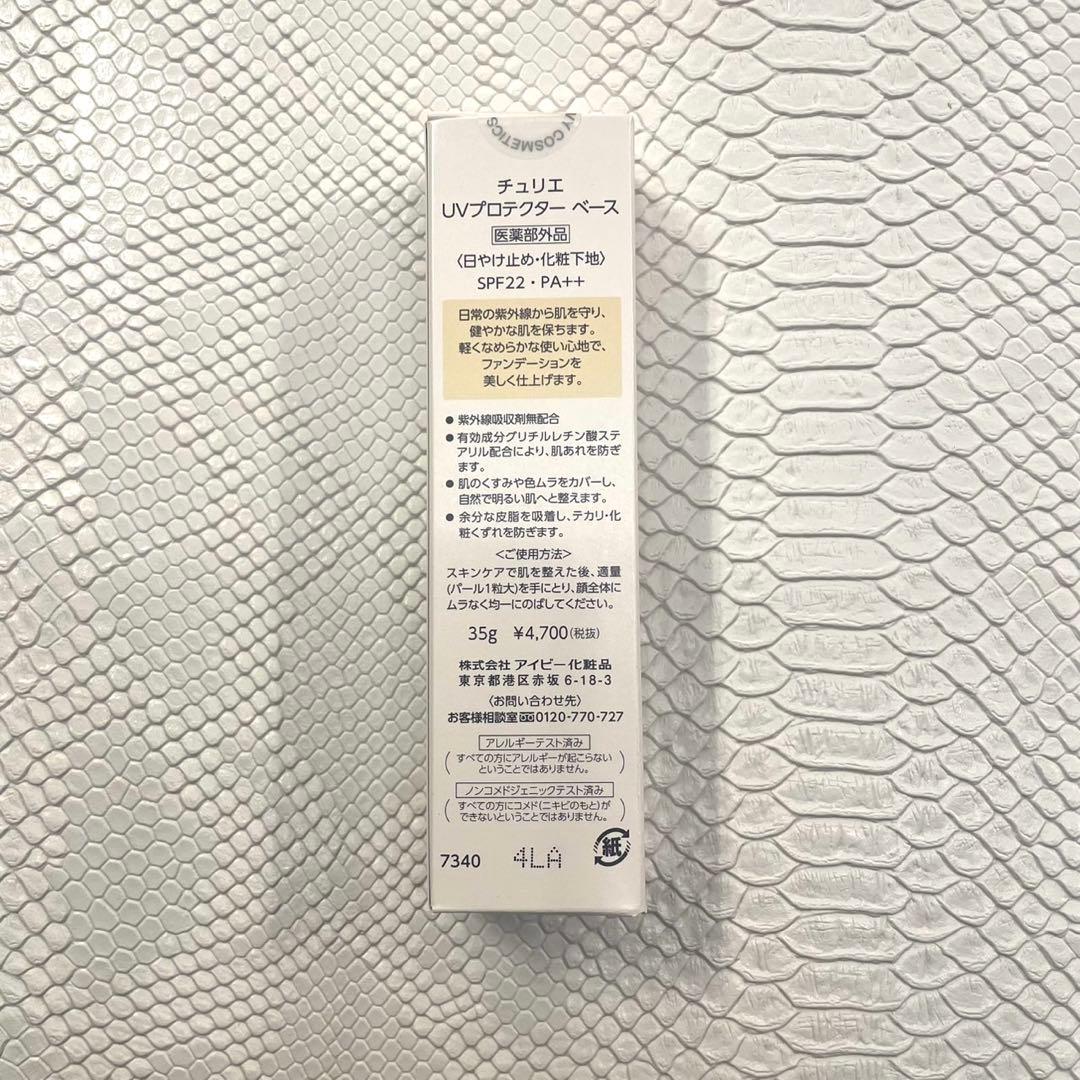 VY COSMETICS
チュリエ
UVプロテクター ベース
医薬部外品
〈日やけ止め・化粧下地〉
SPF22・PA++
日常の紫外線から肌を守り、
健やかな肌を保ちます。
軽くなめらかな使い心地で、
ファンデーションを
美しく仕上げます。
● 紫外線吸収剤無配合
● 有効成分グリチルレチン酸ステ
アリル配合により、肌あれを防ぎ
ます。
● 肌のくすみや色ムラをカバーし、
自然で明るい肌へと整えます。
● 余分な皮脂を吸着し、テカリ・化
粧くずれを防ぎます。
<ご使用方法>
スキンケアで肌を整えた後、適量
(パール1粒大)を手にとり、顔全体に
ムラなく均一にのばしてください。
35g ¥4,700(税抜)
株式会社 アイビー化粧品
東京都港区赤坂 6-18-3
〈お問い合わせ先〉
お客様相談室 0120-770-727
アレルギーテスト済み
(すべての方にアレルギーが起こらない
ということではありません。)
ノンコメドジェニックテスト済み
(すべての方にコメド(ニキビのもと)が
できないということではありません。)
7340 4LA 紙